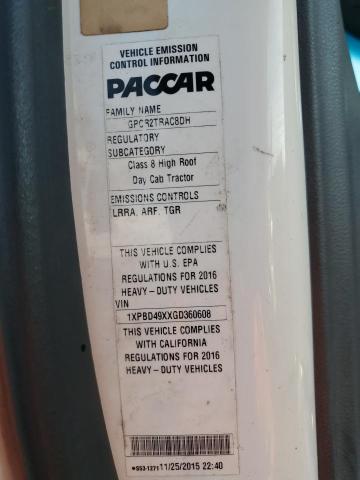 VEHICLE EMISSION
CONTROL INFORMATION
PACCAR
FAMILY NAME
GPCR2TRAC8DH
REGULATORY
SUBCATEGORY
Class 8 High Roof
Day Cab Tractor
EMISSIONS CONTROLS
LRRA, ARF, TGR
THIS VEHICLE COMPLIES
WITH U.S. EPA
REGULATIONS FOR 2016
HEAVY-DUTY VEHICLES
VIN
1XPBD49XXGD360608
THIS VEHICLE COMPLIES
WITH CALIFORNIA
REGULATIONS FOR 2016
HEAVY-DUTY VEHICLES
*S53-1271 11/25/2015 22:40